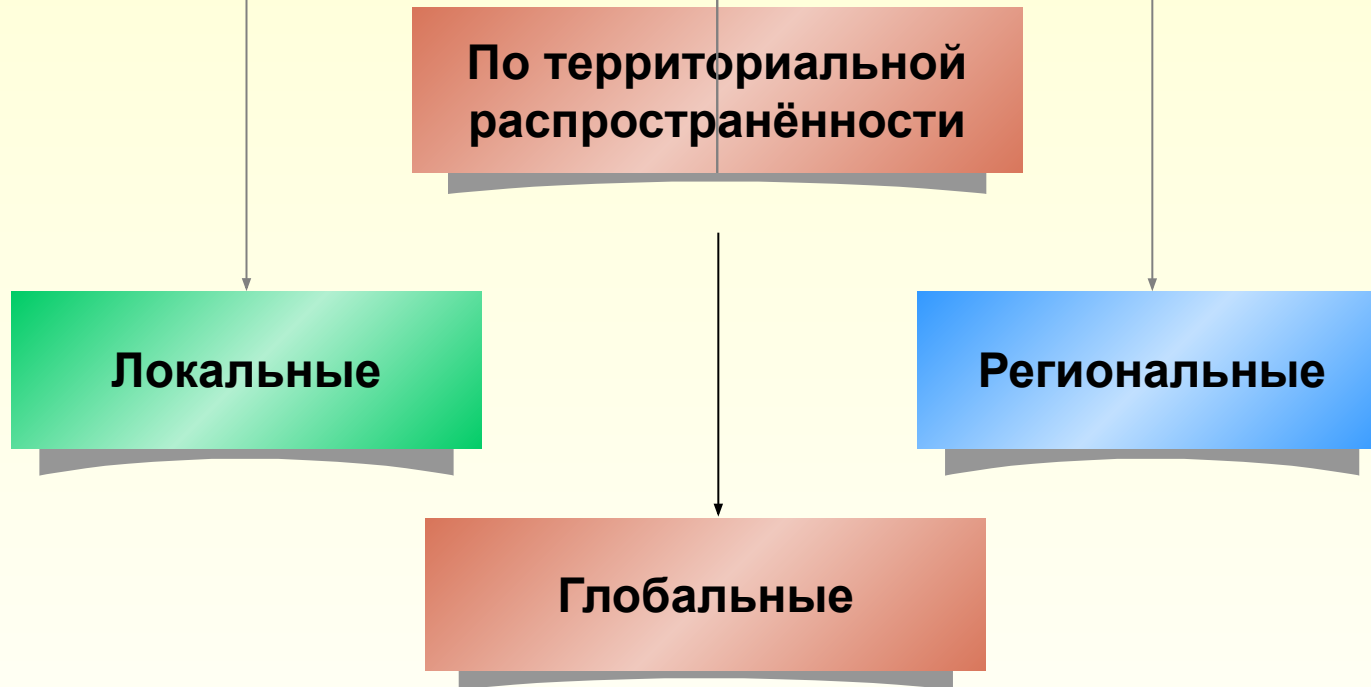 По территориальной
распространённости
Локальные
Региональные
Глобальные